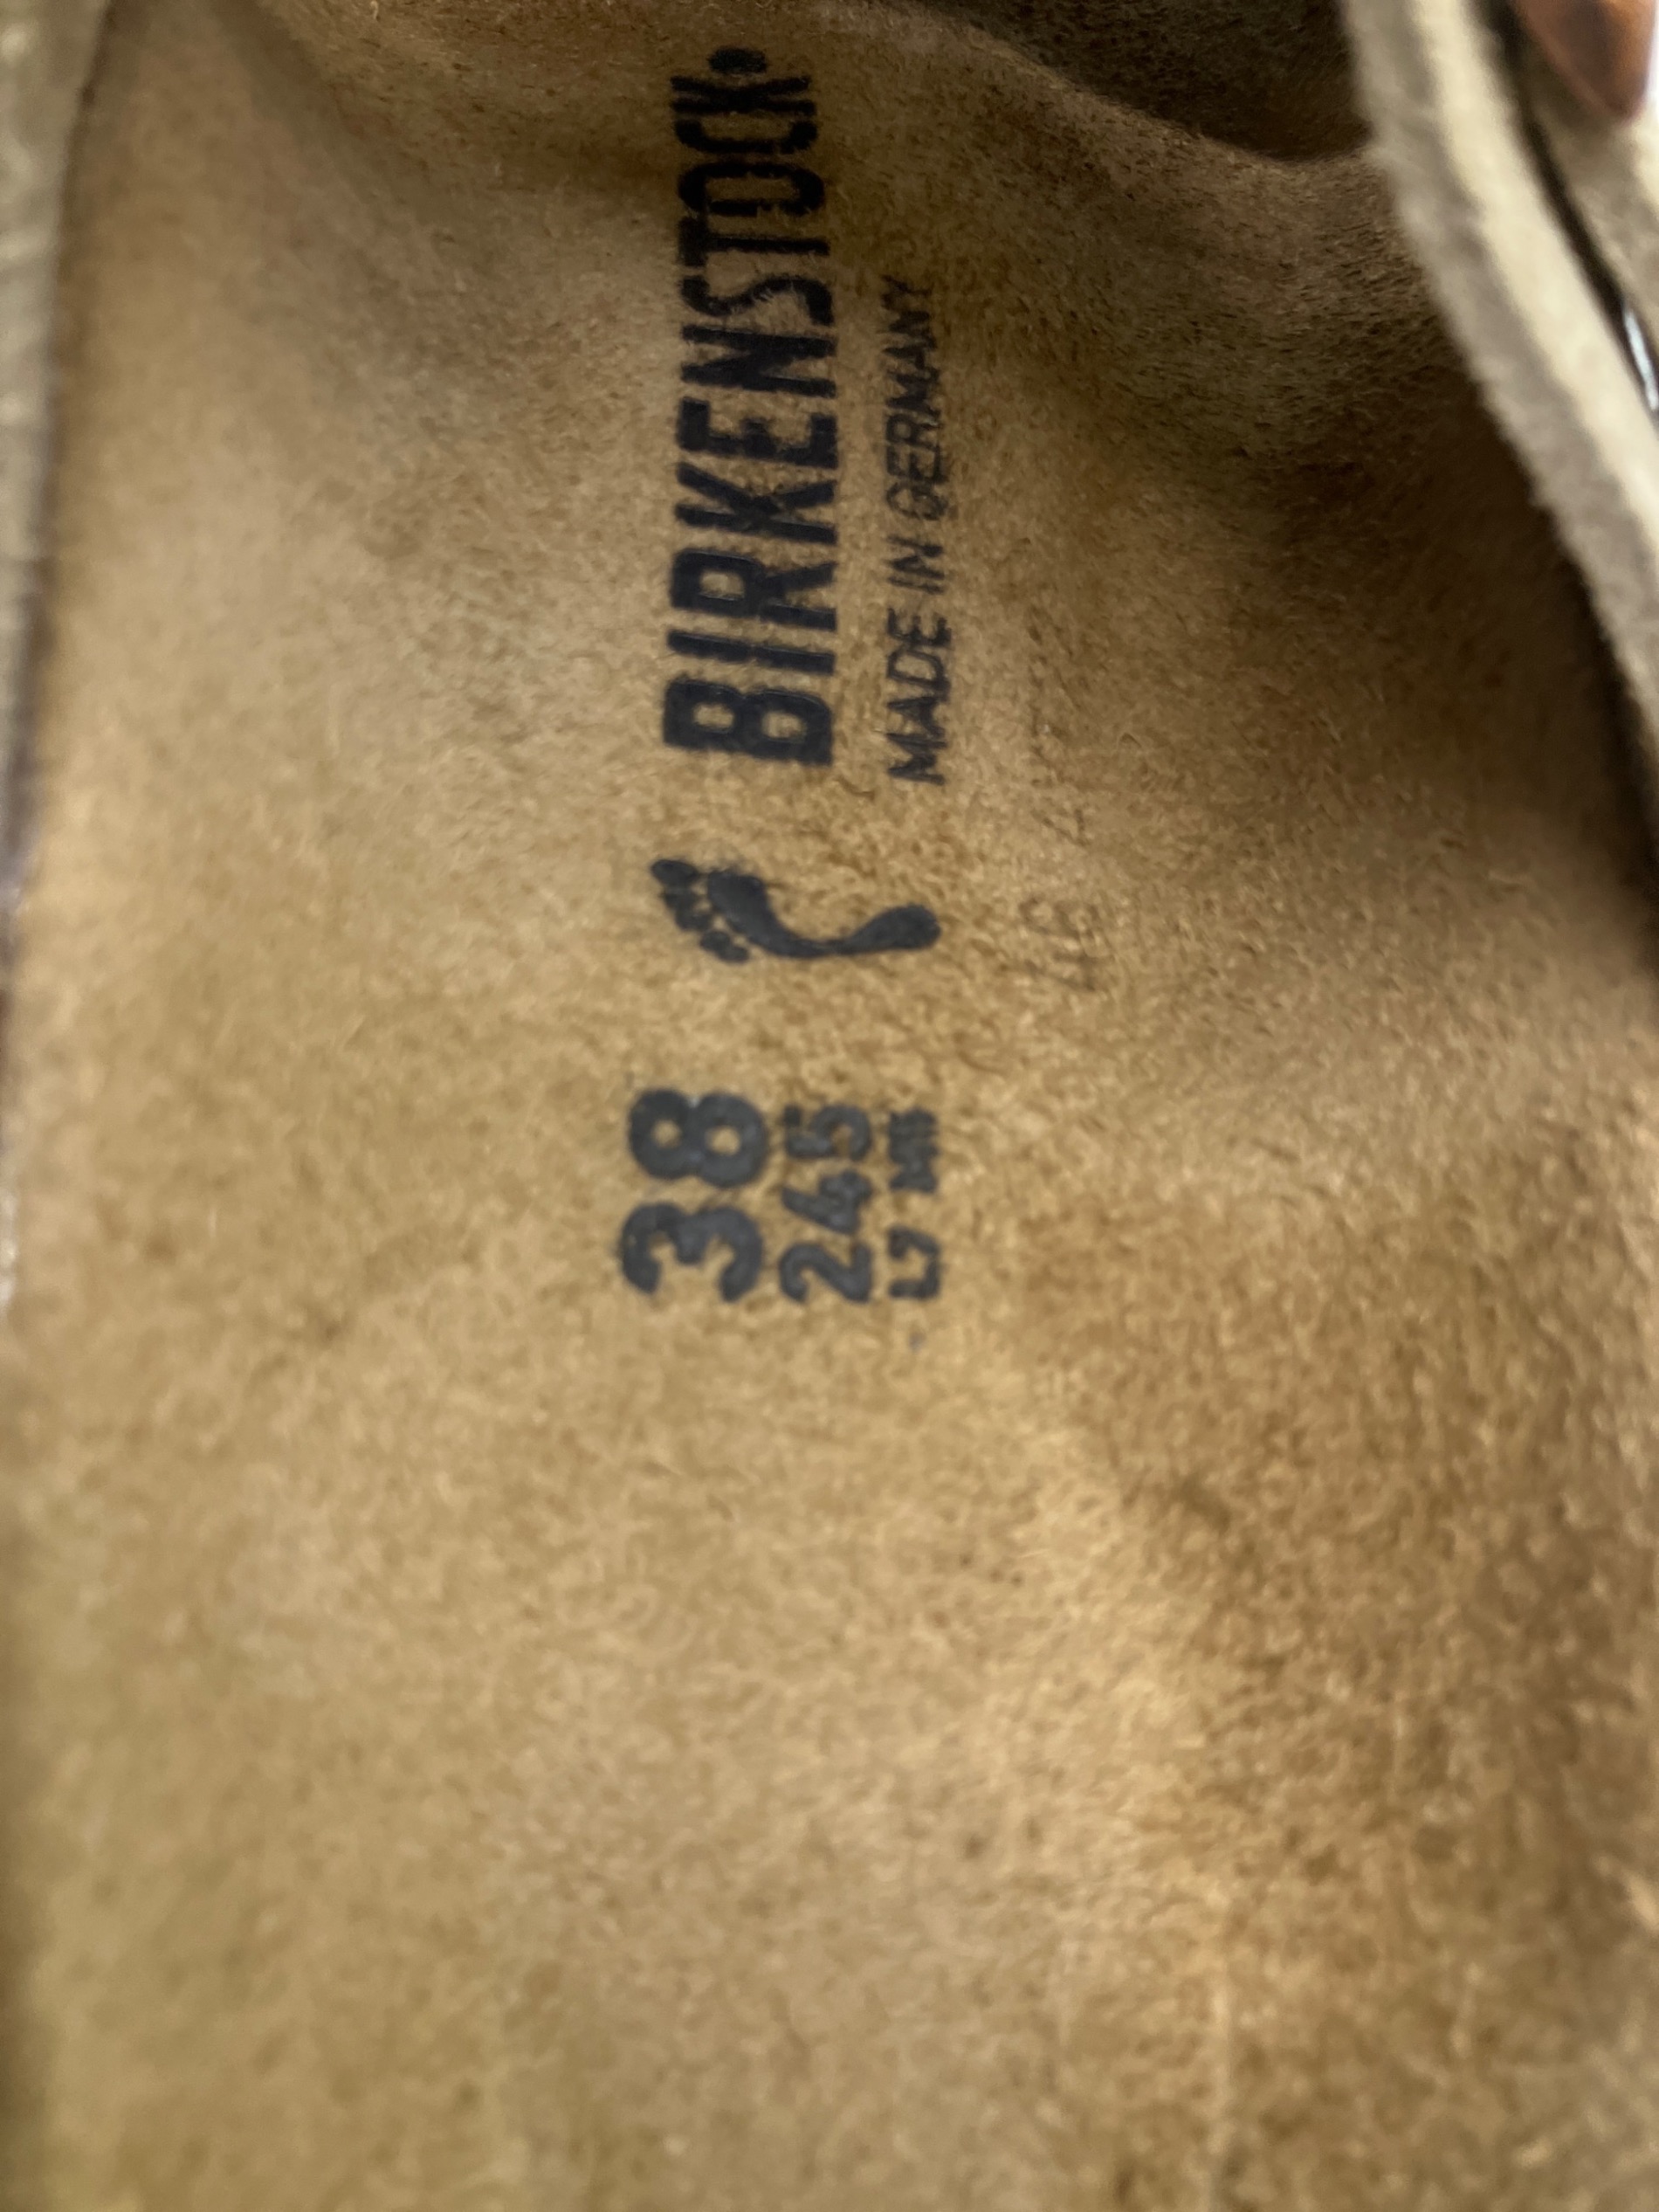 BIRKENSTOCK
MADE IN GERMANY
38
245
L7 M5